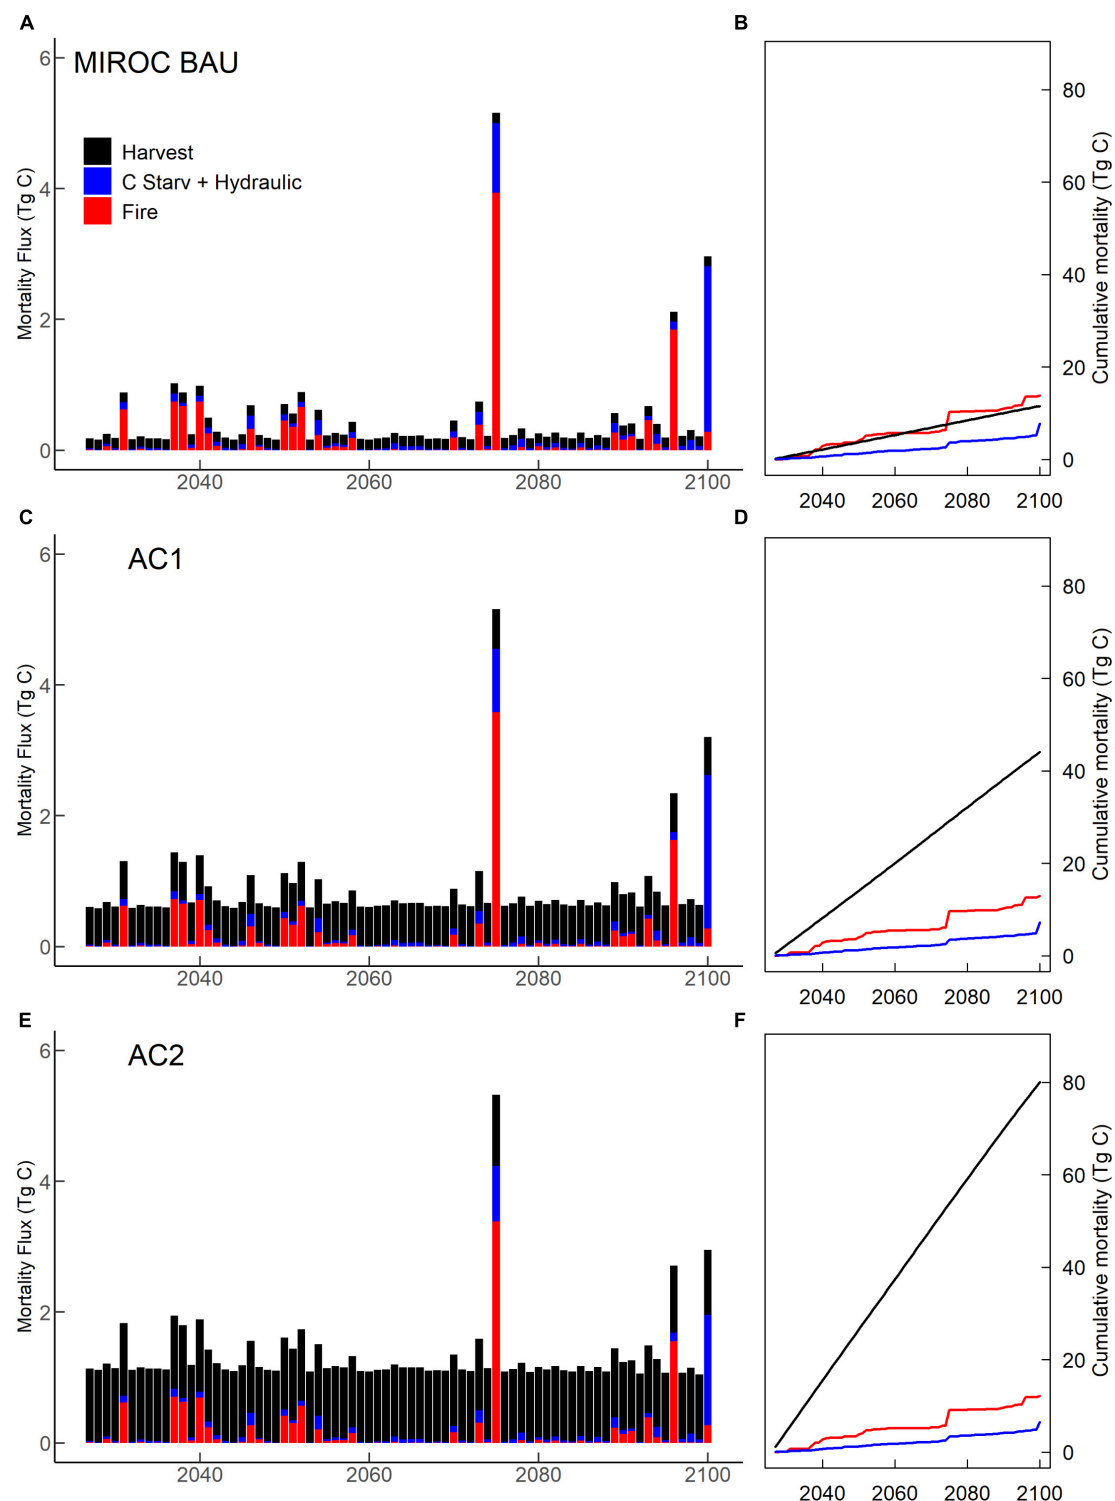 A
MIROC BAU
Harvest
C Starv + Hydraulic
Fire
Mortality Flux (Tg C)
6
4
2
0
2040 2060 2080 2100
B
80
60
40
20
0
Cumulative mortality (Tg C)
2040 2060 2080 2100
C
AC1
Mortality Flux (Tg C)
6
4
2
0
2040 2060 2080 2100
D
80
60
40
20
0
Cumulative mortality (Tg C)
2040 2060 2080 2100
E
AC2
Mortality Flux (Tg C)
6
4
2
0
2040 2060 2080 2100
F
80
60
40
20
0
Cumulative mortality (Tg C)
2040 2060 2080 2100